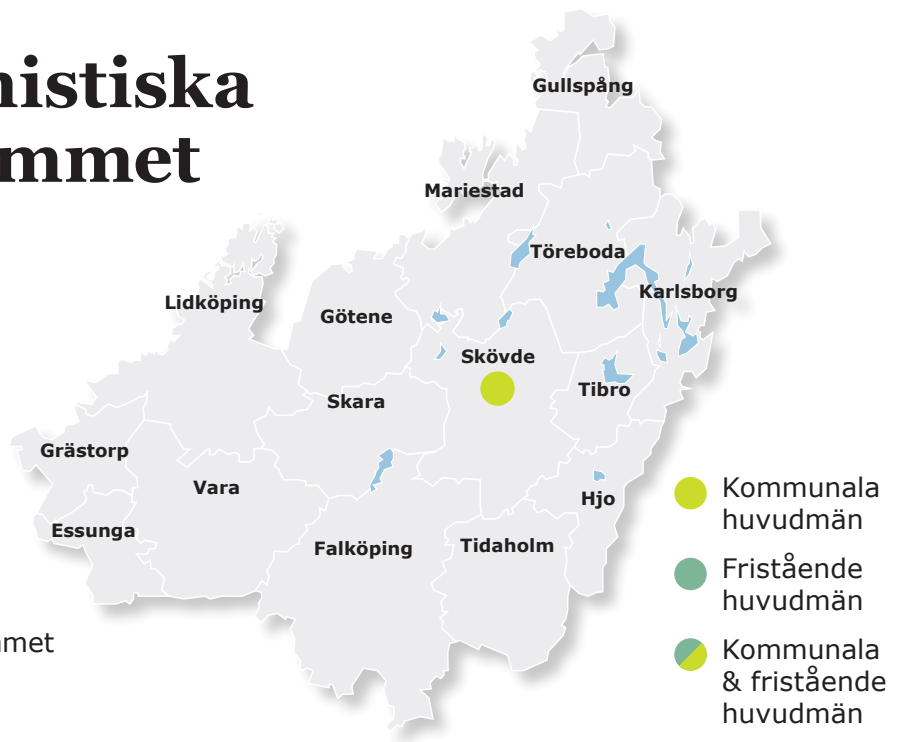 nistiska
mmet
Gullspång
Mariestad
Töreboda
Karlsborg
Lidköping
Götene
Skövde
Tibro
Skara
Grästorp
Vara
Hjo
Essunga
Falköping
Tidaholm
Kommunala
huvudmän
Fristående
huvudmän
Kommunala
& fristående
huvudmän
mmet